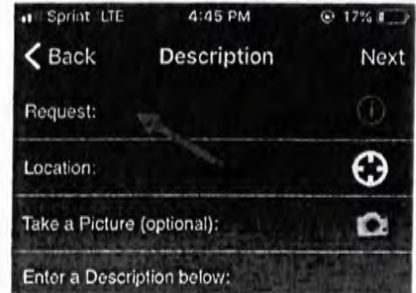 Sprint LTE 4:45 PM 17%
Back Description Next
Request:
Location:
Take a Picture (optional):
Enter a Description below: